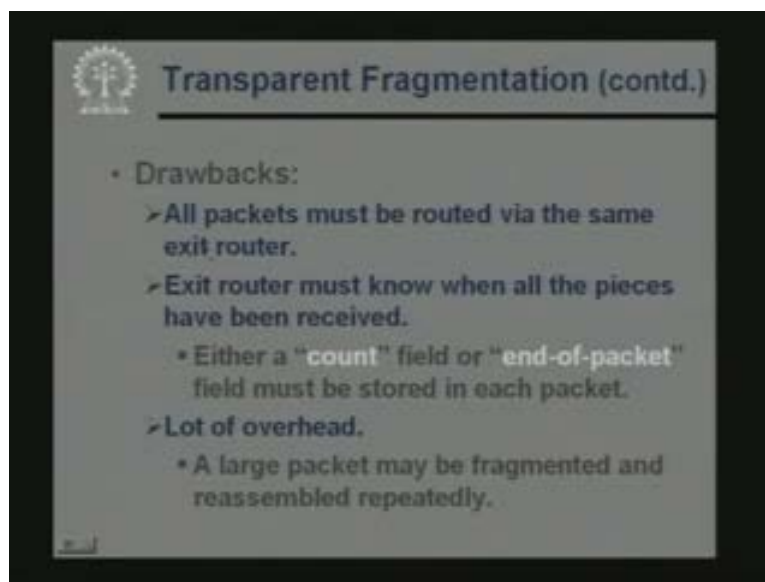 Transparent Fragmentation (contd.)
• Drawbacks:
➢All packets must be routed via the same
exit router.
➢Exit router must know when all the pieces
have been received.
▪ Either a "count" field or "end-of-packet"
field must be stored in each packet.
➢Lot of overhead.
▪ A large packet may be fragmented and
reassembled repeatedly.